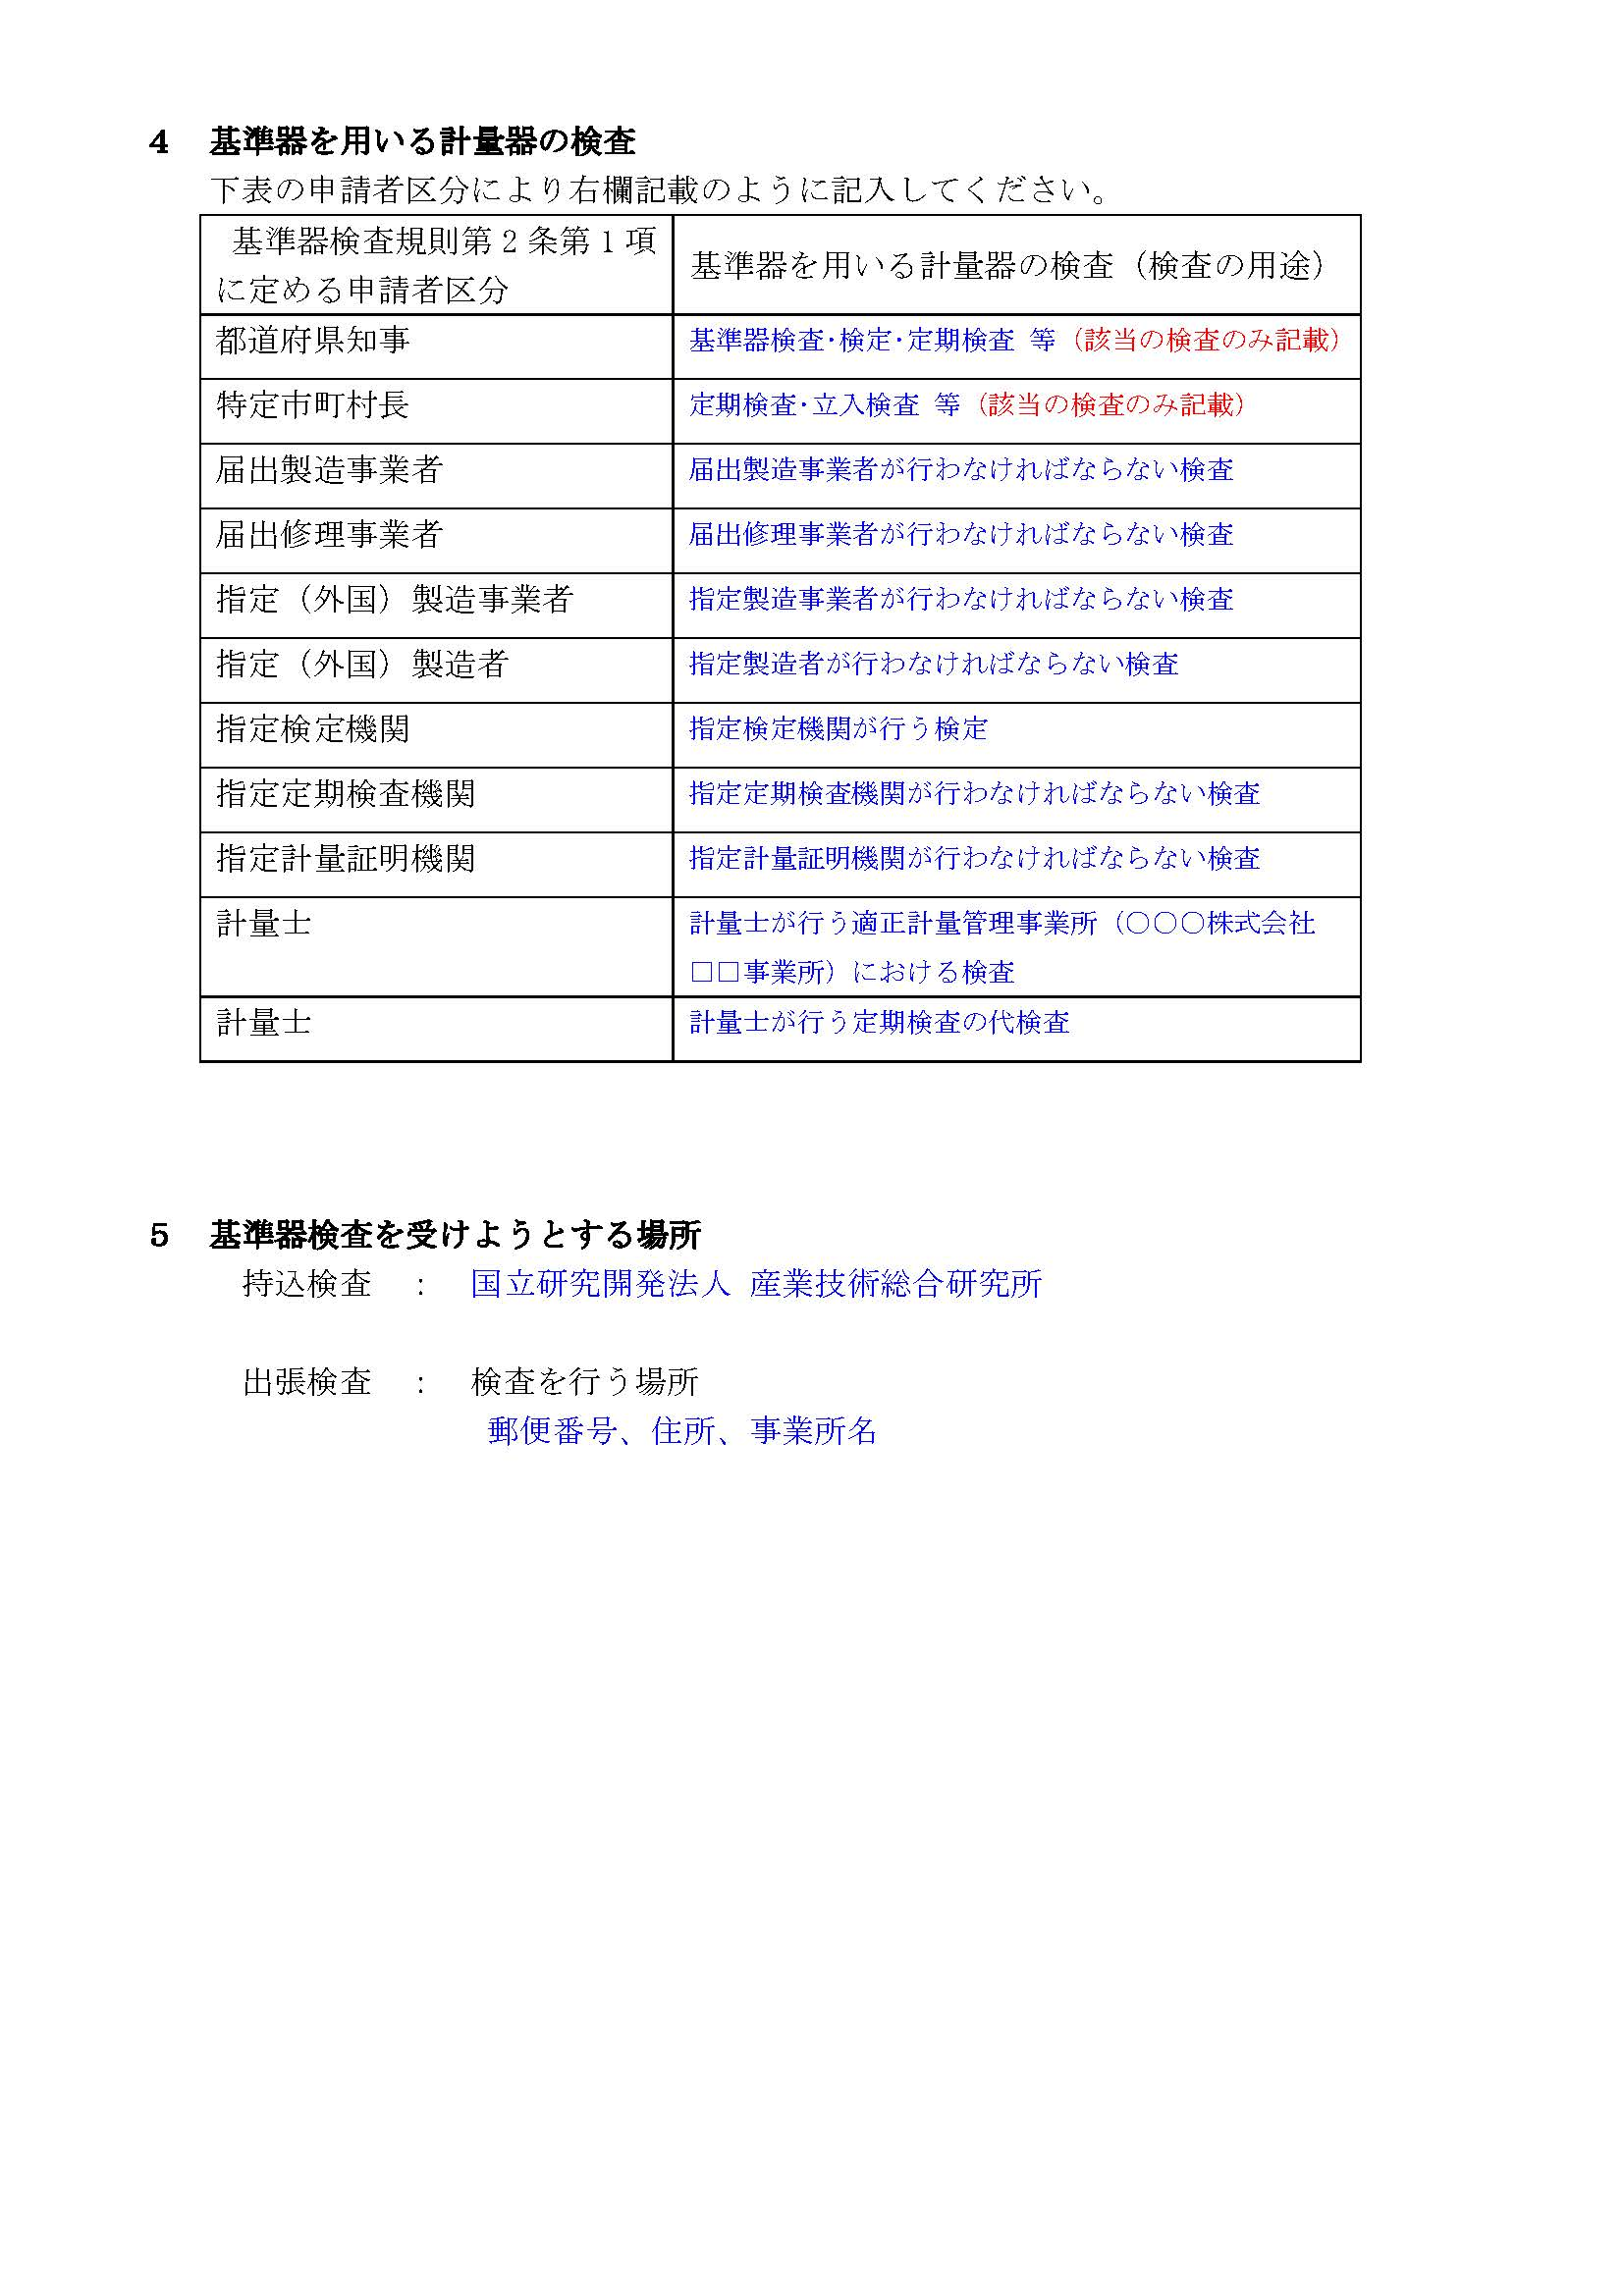 4 基準器を用いる計量器の検査
下表の申請者区分により右欄記載のように記入してください。
基準器検査規則第2条第1項
に定める申請者区分
基準器を用いる計量器の検査（検査の用途）
都道府県知事
基準器検査･検定･定期検査 等（該当の検査のみ記載）
特定市町村長
定期検査･立入検査 等（該当の検査のみ記載）
届出製造事業者
届出製造事業者が行わなければならない検査
届出修理事業者
届出修理事業者が行わなければならない検査
指定（外国）製造事業者
指定製造事業者が行わなければならない検査
指定（外国）製造者
指定製造者が行わなければならない検査
指定検定機関
指定検定機関が行う検定
指定定期検査機関
指定定期検査機関が行わなければならない検査
指定計量証明機関
指定計量証明機関が行わなければならない検査
計量士
計量士が行う適正計量管理事業所（○○○株式会社
□□事業所）における検査
計量士
計量士が行う定期検査の代検査
5 基準器検査を受けようとする場所
持込検査 ： 国立研究開発法人 産業技術総合研究所
出張検査 ： 検査を行う場所
郵便番号、住所、事業所名